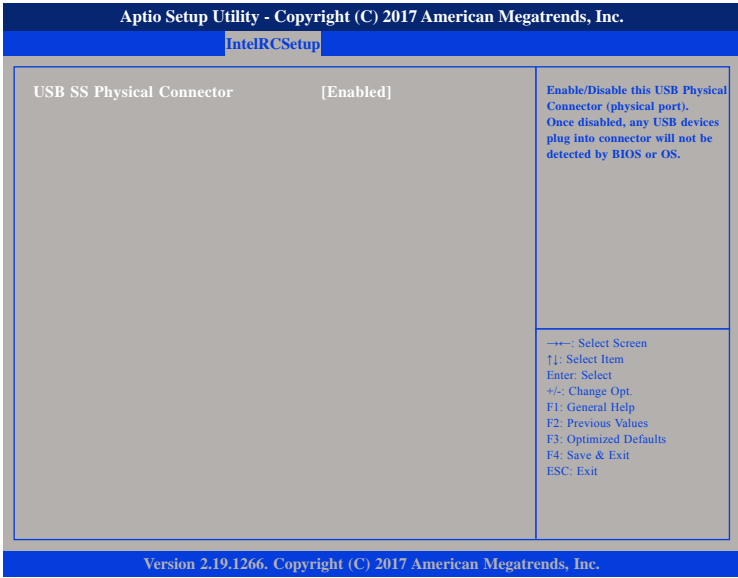 Aptio Setup Utility - Copyright (C) 2017 American Megatrends, Inc.
IntelRCSetup
USB SS Physical Connector [Enabled]
Enable/Disable this USB Physical
Connector (physical port).
Once disabled, any USB devices
plug into connector will not be
detected by BIOS or OS.
→←: Select Screen
↑↓: Select Item
Enter: Select
+/-: Change Opt.
F1: General Help
F2: Previous Values
F3: Optimized Defaults
F4: Save & Exit
ESC: Exit
Version 2.19.1266. Copyright (C) 2017 American Megatrends, Inc.